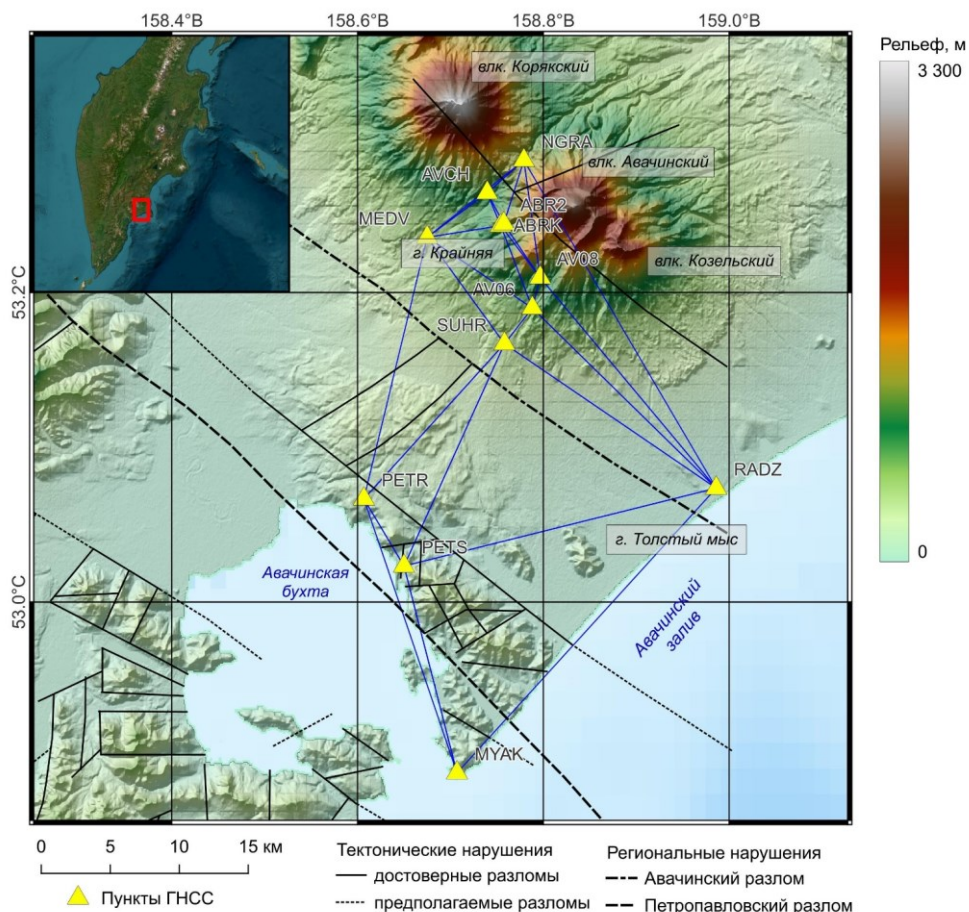 158.4°В
158.6°
158.8°
159.0°
Рельеф, м
3 300
0
влк. Корякский
NGRA
влк. Авачинский
AVCH
ABR2
MEDV
ABRK
г. Крайняя
влк. Козельский
AV08
AV06
53.2°С
SUHR
RADZ
PETR
г. Толстый мыс
PETS
Авачинская
бухта
53.0°
Авачинский
залив
MYAK
0 5 10 15 км
Пункты ГНСС
Тектонические нарушения
достоверные разломы
предполагаемые разломы
Региональные нарушения
Авачинский разлом
Петропавловский разлом